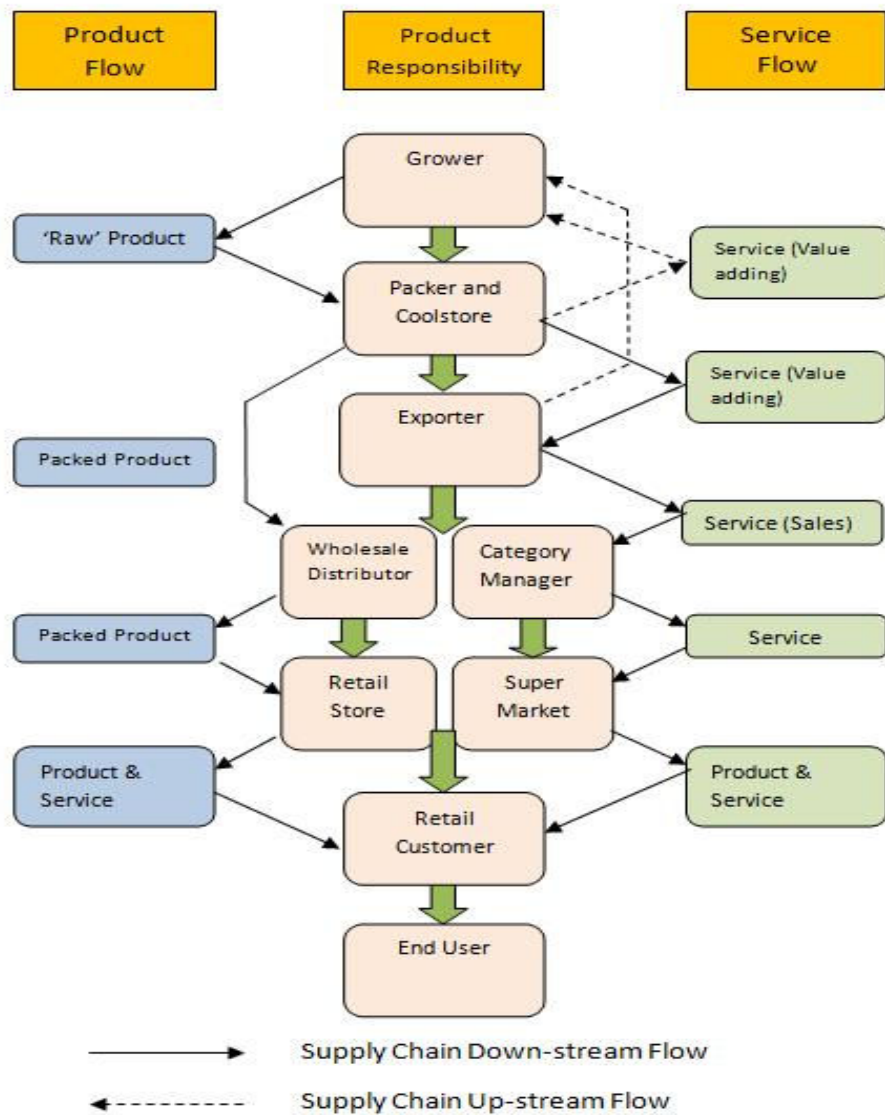 Product
Flow
Product
Responsibility
Service
Flow
Grower
‘Raw’ Product
Service (Value
adding)
Packer and
Coolstore
Service (Value
adding)
Exporter
Packed Product
Service (Sales)
Wholesale
Distributor
Category
Manager
Packed Product
Service
Retail
Store
Super
Market
Product &
Service
Product &
Service
Retail
Customer
End User
Supply Chain Down-stream Flow
Supply Chain Up-stream Flow